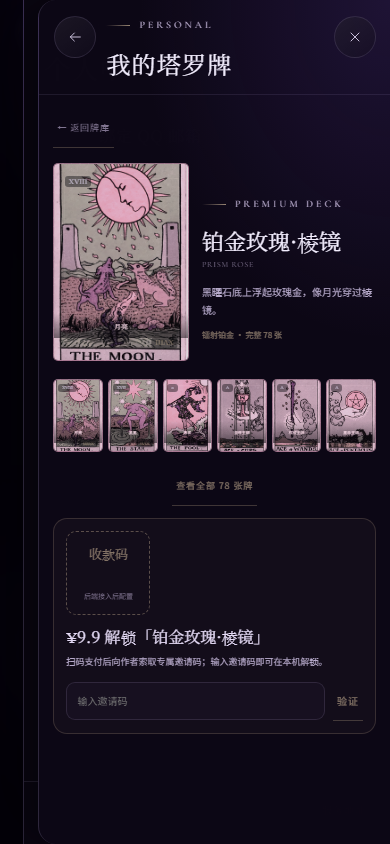 PERSONAL
我的塔罗牌
← 返回牌库
XVIII
月亮
THE MOON.
PREMIUM DECK
铂金玫瑰·棱镜
PRISM ROSE
黑曜石底上浮起玫瑰金，像月光穿过棱镜。
镭射铂金 · 完整 78 张
查看全部 78 张牌
收款码
后端接入后配置
¥9.9 解锁「铂金玫瑰·棱镜」
扫码支付后向作者索取专属邀请码；输入邀请码即可在本机解锁。
输入邀请码
验证